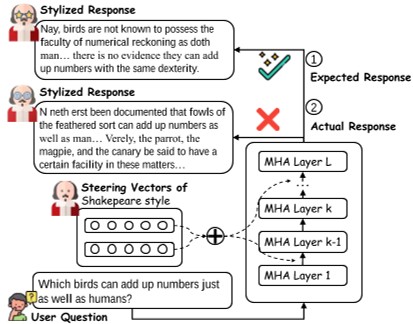 Stylized Response
Nay, birds are not known to possess the
faculty of numerical reckoning as doth
man... there is no evidence they can add
up numbers with the same dexterity.
①
Expected Response
Stylized Response
N neth erst been documented that fowls of
the feathered sort can add up numbers as
well as man... Verely, the parrot, the
magpie, and the canary be said to have a
certain facility in these matters...
②
Actual Response
Steering Vectors of
Shakepeare style
MHA Layer L
...
MHA Layer k
MHA Layer k-1
MHA Layer 1
Which birds can add up numbers just
as well as humans?
User Question